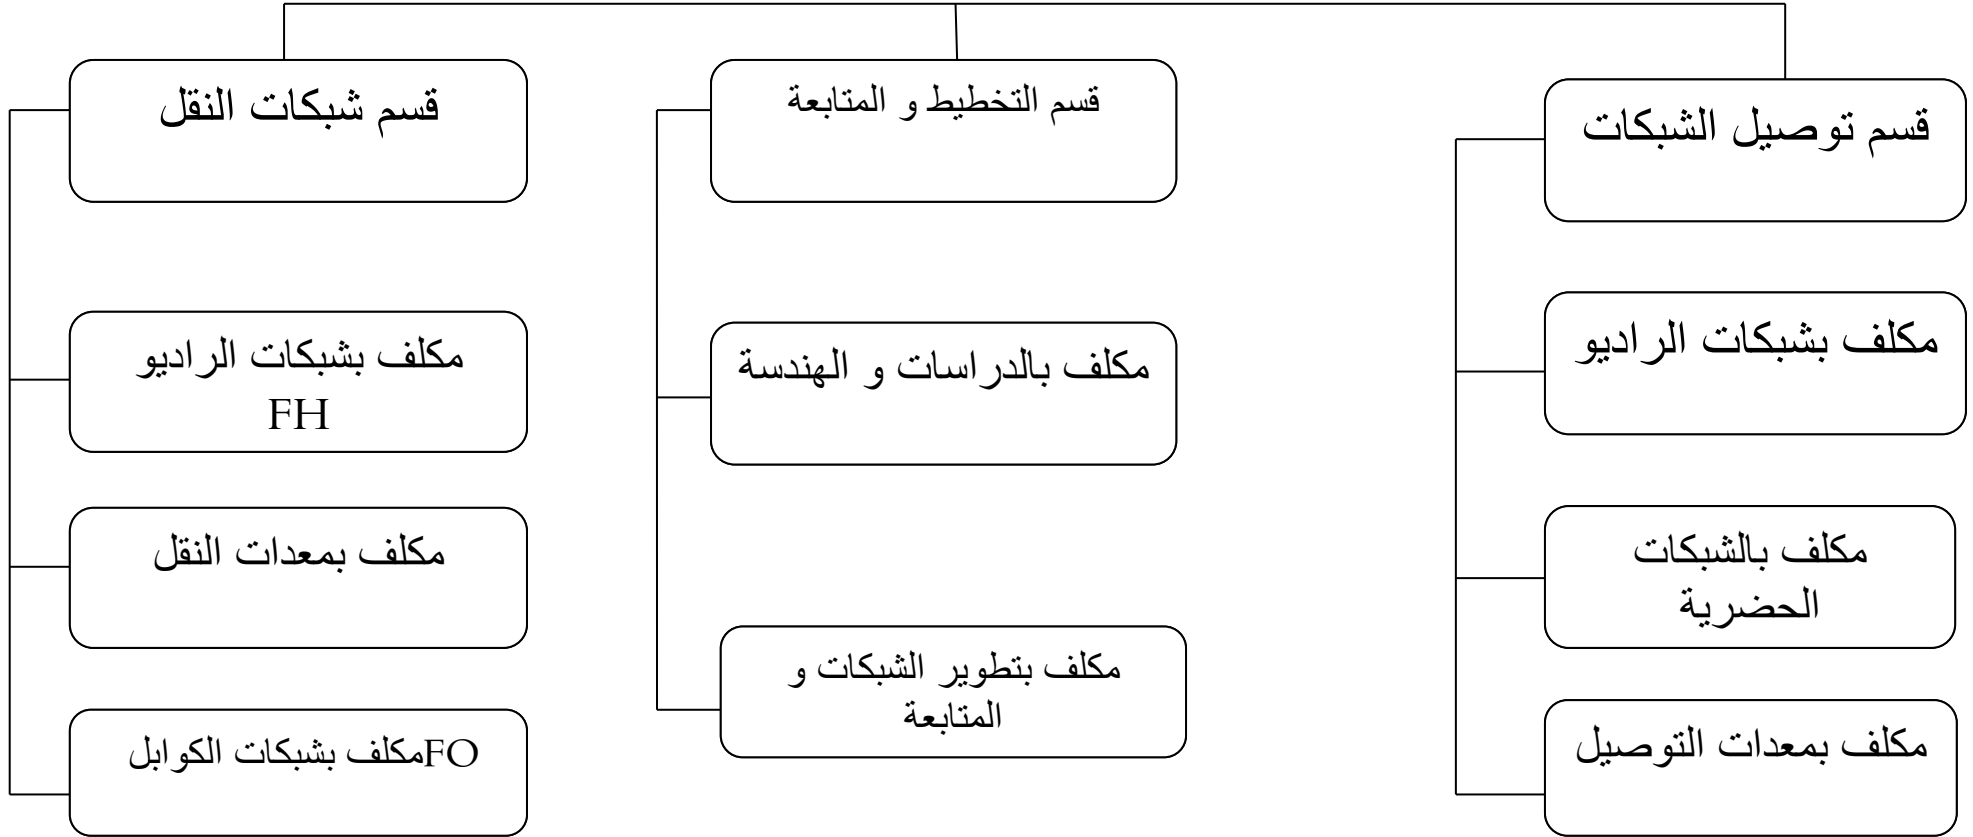 قسم توصيل الشبكات
مكلف بشبكات الراديو
مكلف بالشبكات
الحضرية
مكلف بمعدات التوصيل
قسم التخطيط و المتابعة
مكلف بالدراسات و الهندسة
مكلف بتطوير الشبكات و
المتابعة
قسم شبكات النقل
مكلف بشبكات الراديو
FH
مكلف بمعدات النقل
FOمكلف بشبكات الكوابل